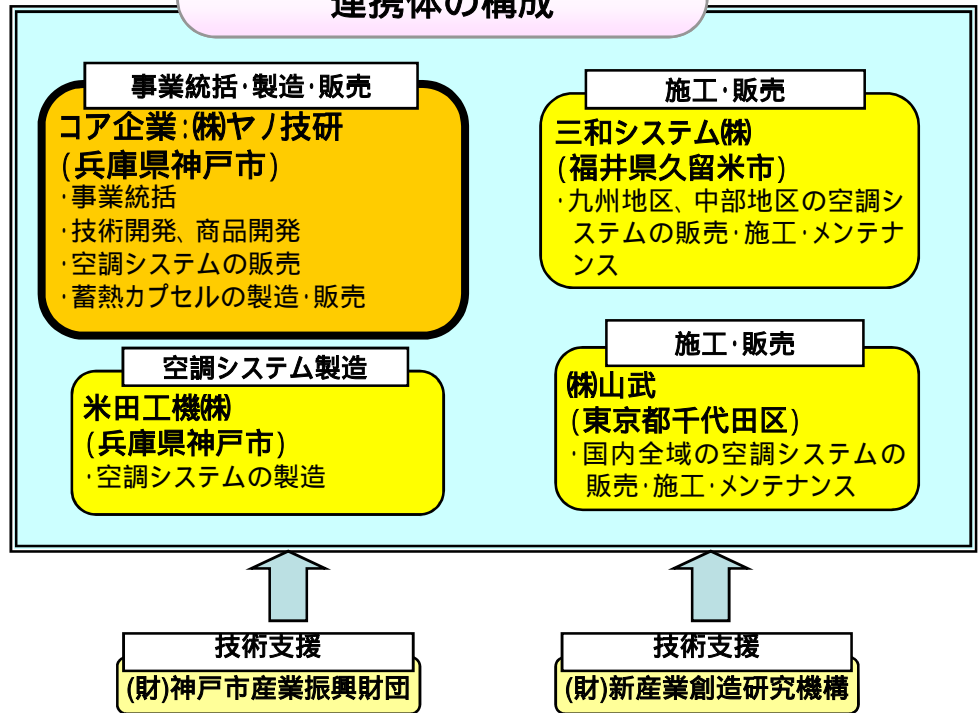 連携体の構成
事業統括・製造・販売
コア企業:㈱ヤノ技研
(兵庫県神戸市)
・事業統括
・技術開発、商品開発
・空調システムの販売
・蓄熱カプセルの製造・販売
空調システム製造
米田工機㈱
(兵庫県神戸市)
・空調システムの製造
施工・販売
三和システム㈱
(福井県久留米市)
・九州地区、中部地区の空調シ
ステムの販売・施工・メンテナ
ンス
施工・販売
㈱山武
(東京都千代田区)
・国内全域の空調システムの
販売・施工・メンテナンス
技術支援
(財)神戸市産業振興財団
技術支援
(財)新産業創造研究機構